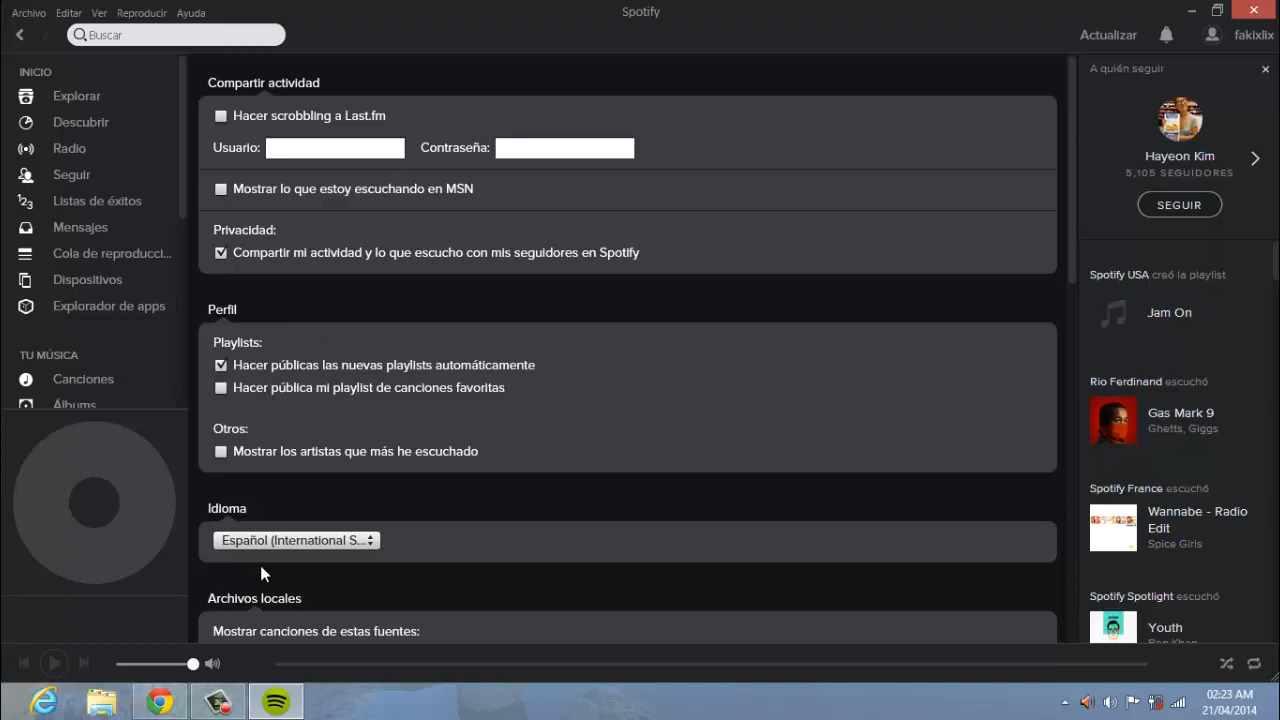 Archivo Editar Ver Reproducir Ayuda
Spotify
Buscar
Actualizar
fakixlix
INICIO
Explorar
Descubrir
Radio
Seguir
Listas de éxitos
Mensajes
Cola de reproducci...
Dispositivos
Explorador de apps
TU MÚSICA
Canciones
Álbums
Compartir actividad
Hacer scrobbling a Last.fm
Usuario:
Contraseña:
Mostrar lo que estoy escuchando en MSN
Privacidad:
Compartir mi actividad y lo que escucho con mis seguidores en Spotify
Perfil
Playlists:
Hacer públicas las nuevas playlists automáticamente
Hacer pública mi playlist de canciones favoritas
Otros:
Mostrar los artistas que más he escuchado
Idioma
Español (International S...
Archivos locales
Mostrar canciones de estas fuentes:
A quién seguir
Hayeon Kim
5,105 SEGUIDORES
SEGUIR
Spotify USA creó la playlist
Jam On
Rio Ferdinand escuchó
Gas Mark 9
Ghetts, Giggs
Spotify France escuchó
Wannabe - Radio
Edit
Spice Girls
Spotify Spotlight escuchó
Youth
02:23 AM
21/04/2014